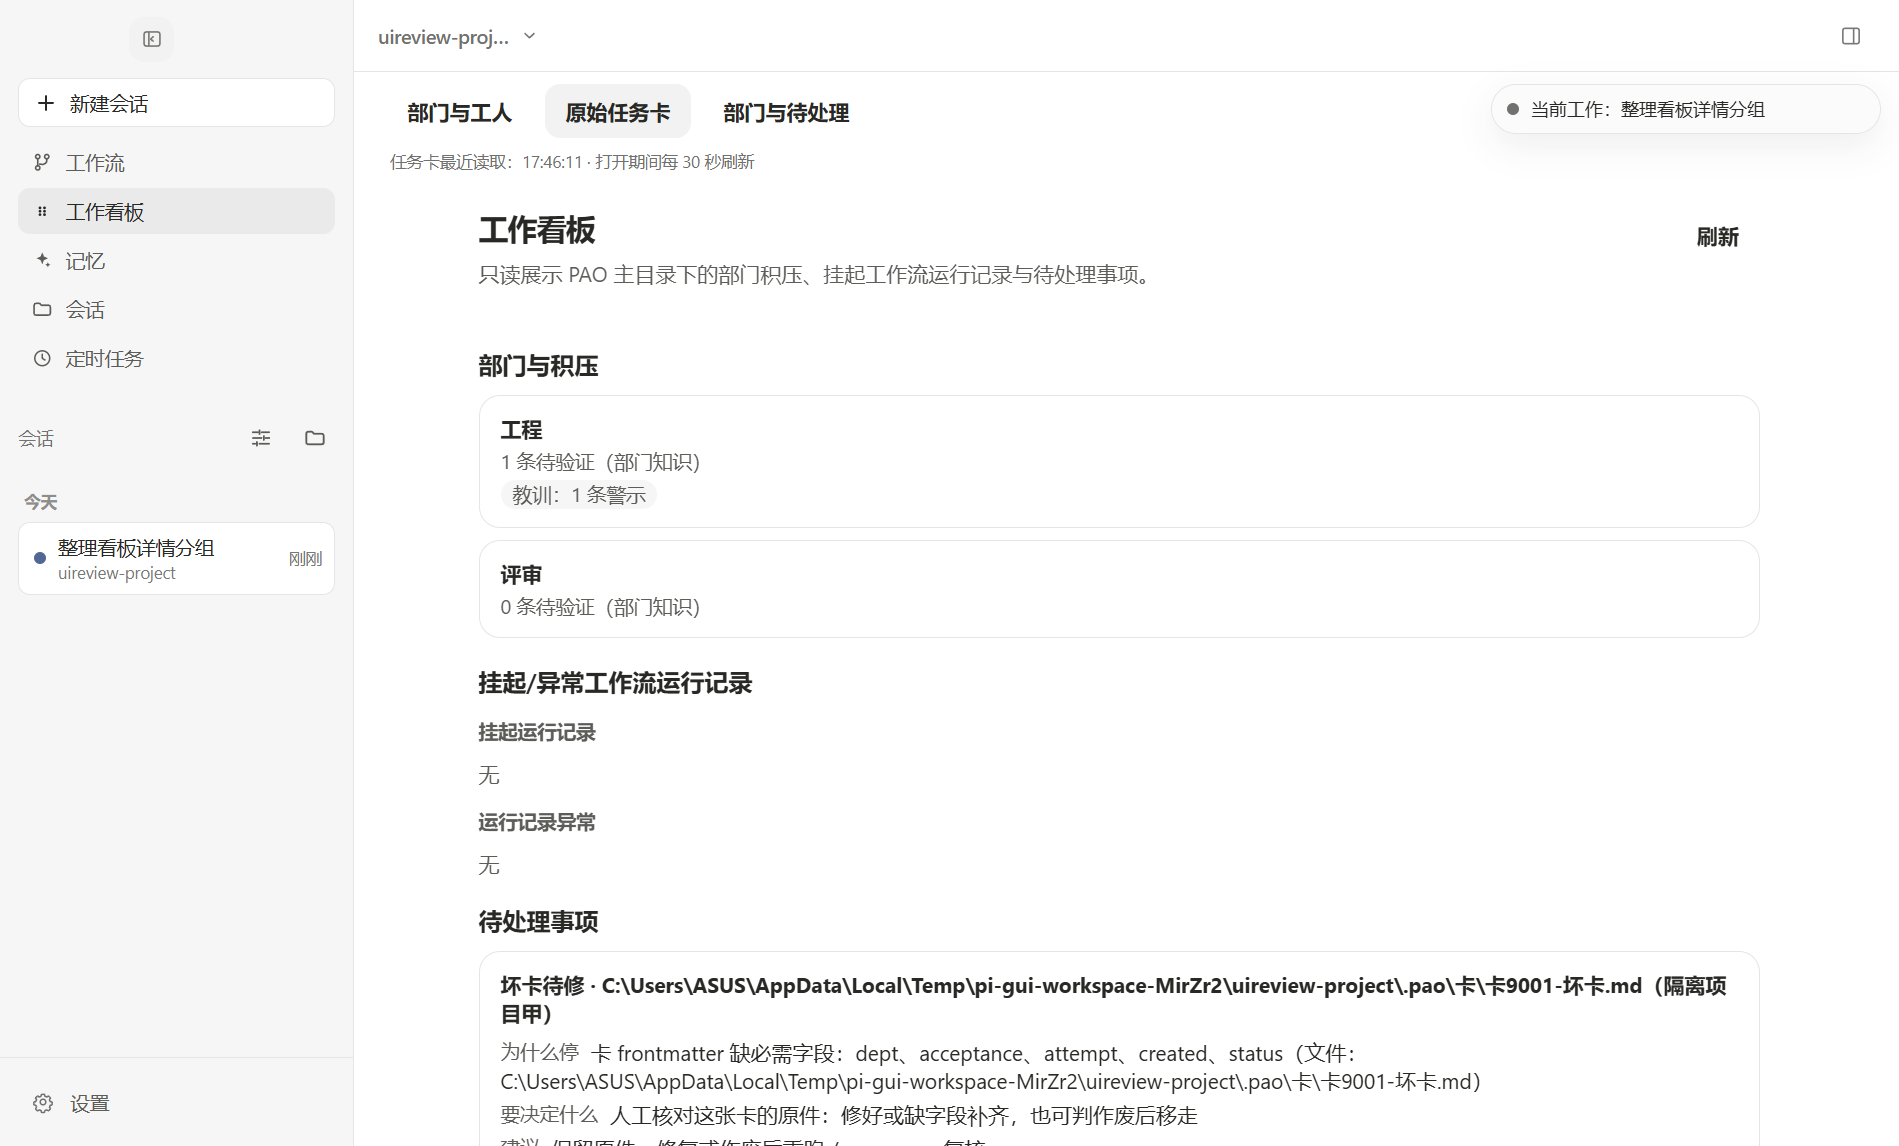 新建会话
工作流
工作看板
记忆
会话
定时任务
会话
今天
整理看板详情分组
uireview-project
刚刚
设置
uireview-proj...
部门与工人
原始任务卡
部门与待处理
当前工作：整理看板详情分组
任务卡最近读取：17:46:11 · 打开期间每 30 秒刷新
工作看板
刷新
只读展示 PAO 主目录下的部门积压、挂起工作流运行记录与待处理事项。
部门与积压
工程
1 条待验证（部门知识）
教训：1 条警示
评审
0 条待验证（部门知识）
挂起/异常工作流运行记录
挂起运行记录
无
运行记录异常
无
待处理事项
坏卡待修 · C:\Users\ASUS\AppData\Local\Temp\pi-gui-workspace-MirZr2\uireview-project\.pao\卡\卡9001-坏卡.md（隔离项
目甲）
为什么停 卡 frontmatter 缺必需字段：dept、acceptance、attempt、created、status（文件：
C:\Users\ASUS\AppData\Local\Temp\pi-gui-workspace-MirZr2\uireview-project\.pao\卡\卡9001-坏卡.md）
要决定什么 人工核对这张卡的原件：修好或缺字段补齐，也可判作废后移走